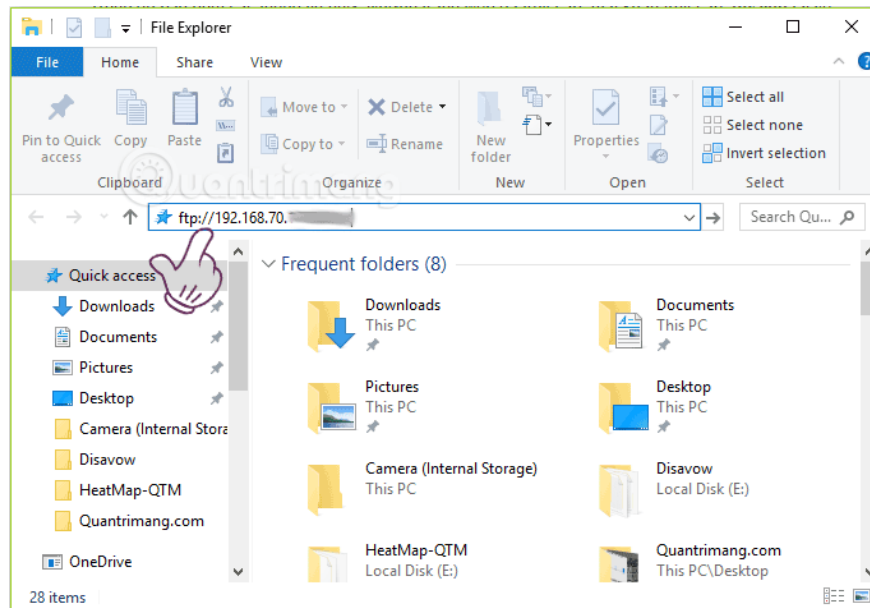 File Explorer
File Home Share View
Pin to Quick access
Copy
Paste
Clipboard
Move to
Copy to
Delete
Rename
Organize
New folder
New
Properties
Open
Select all
Select none
Invert selection
Select
Quantrimang
ftp://192.168.70.
Search Qu...
Quick access
Downloads
Documents
Pictures
Desktop
Camera (Internal Stora
Disavow
HeatMap-QTM
Quantrimang.com
OneDrive
Frequent folders (8)
Downloads
This PC
Documents
This PC
Pictures
This PC
Desktop
This PC
Camera (Internal Storage)
This PC
Disavow
Local Disk (E:)
HeatMap-QTM
Local Disk (E:)
Quantrimang.com
This PC\Desktop
28 items